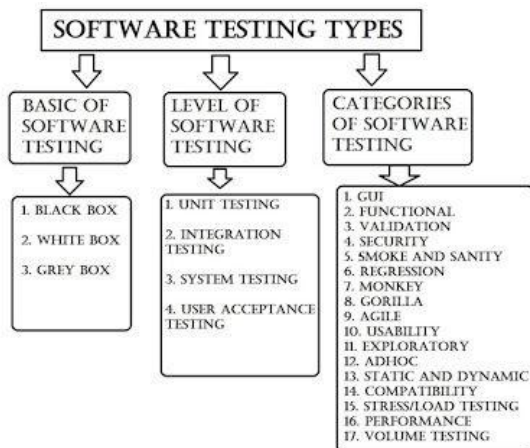 SOFTWARE TESTING TYPES
BASIC OF
SOFTWARE
TESTING
1. BLACK BOX
2. WHITE BOX
3. GREY BOX
LEVEL OF
SOFTWARE
TESTING
1. UNIT TESTING
2. INTEGRATION
TESTING
3. SYSTEM TESTING
4. USER ACCEPTANCE
TESTING
CATEGORIES
OF SOFTWARE
TESTING
1. GUI
2. FUNCTIONAL
3. VALIDATION
4. SECURITY
5. SMOKE AND SANITY
6. REGRESSION
7. MONKEY
8. GORILLA
9. AGILE
10. USABILITY
11. EXPLORATORY
12. ADHOC
13. STATIC AND DYNAMIC
14. COMPATIBILITY
15. STRESS/LOAD TESTING
16. PERFORMANCE
17. VOLUME TESTING